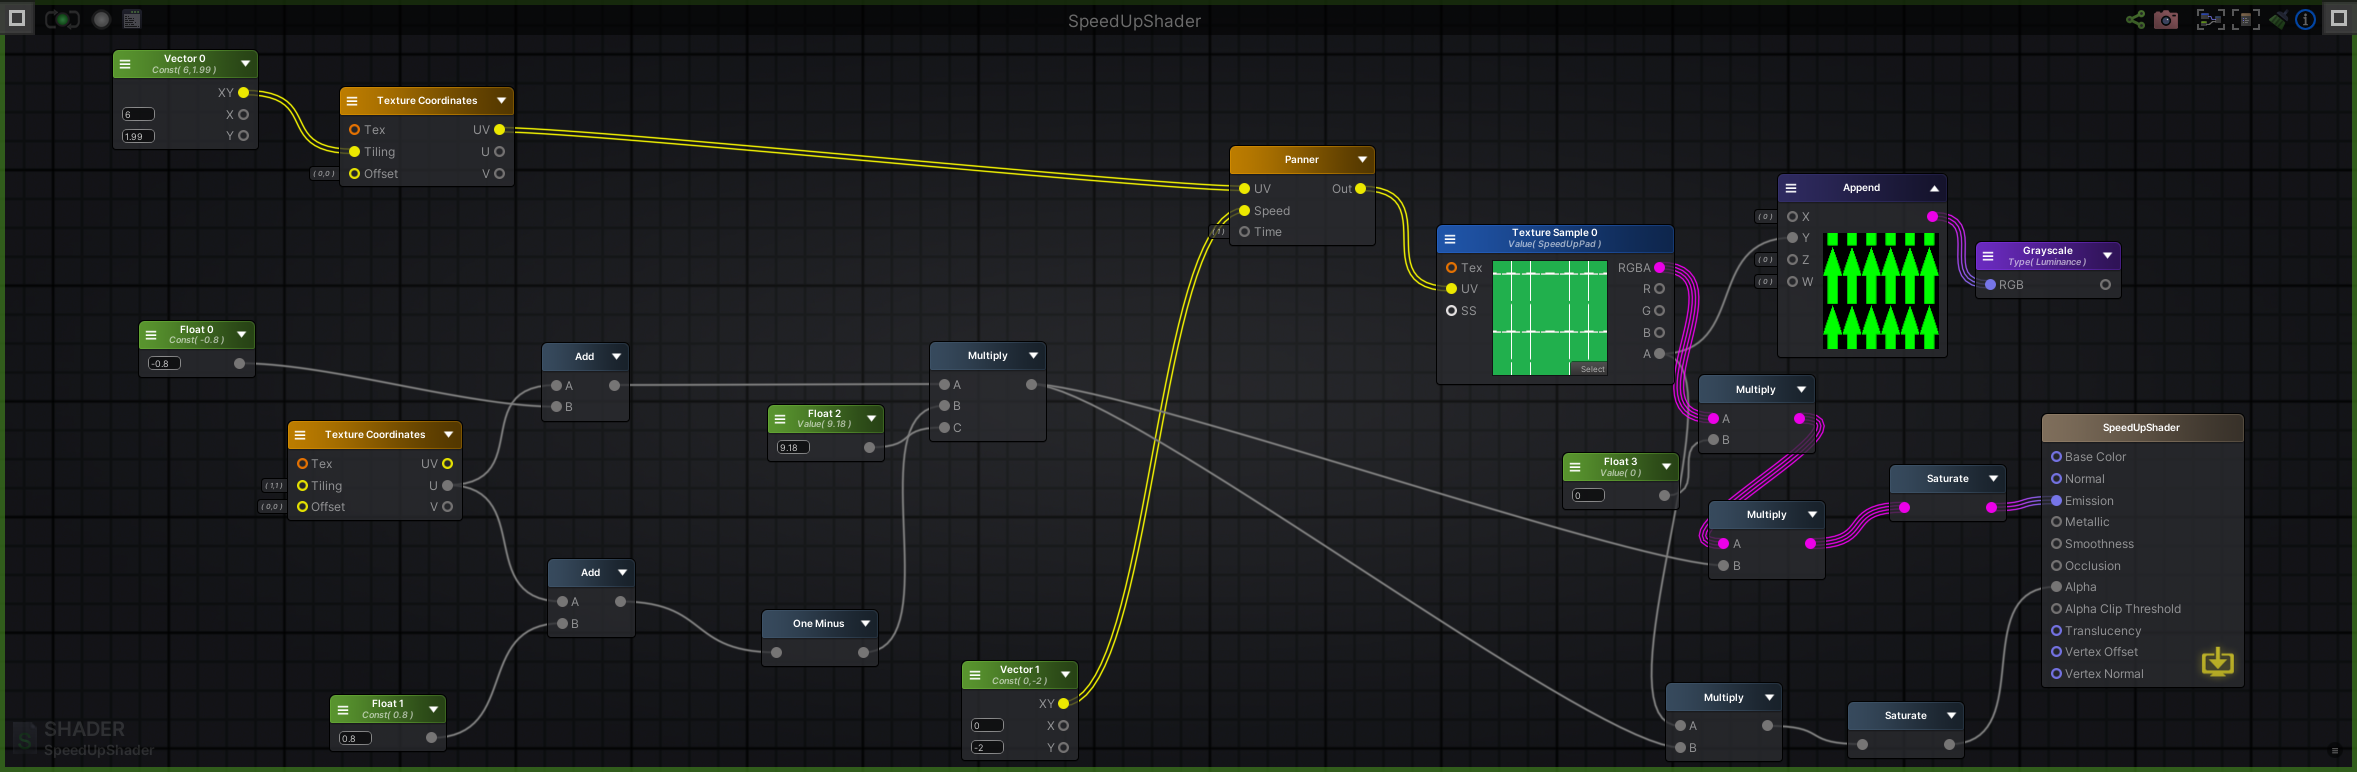 SpeedUpShader
Vector 0
Const( 6,1.99 )
XY
6
X
1.99
Y
Texture Coordinates
Tex
UV
Tiling
U
(0,0)
Offset
V
Panner
UV
Out
Speed
(1)
Time
Append
(0)
X
Y
(0)
Z
(0)
W
Texture Sample 0
Value( SpeedUpPad )
Tex
RGBA
UV
R
SS
G
B
A
Select
Grayscale
Type( Luminance )
RGB
Float 0
Const( -0.8 )
-0.8
Add
A
B
Multiply
A
B
C
Float 2
Value( 9.18 )
9.18
Texture Coordinates
Tex
UV
(1,1)
Tiling
U
(0,0)
Offset
V
Multiply
A
B
Float 3
Value( 0 )
0
Multiply
A
B
Saturate
SpeedUpShader
Base Color
Normal
Emission
Metallic
Smoothness
Occlusion
Alpha
Alpha Clip Threshold
Translucency
Vertex Offset
Vertex Normal
Add
A
B
One Minus
Float 1
Const( 0.8 )
0.8
Vector 1
Const( 0,-2 )
XY
0
X
-2
Y
Multiply
A
B
Saturate
SHADER
SpeedUpShader